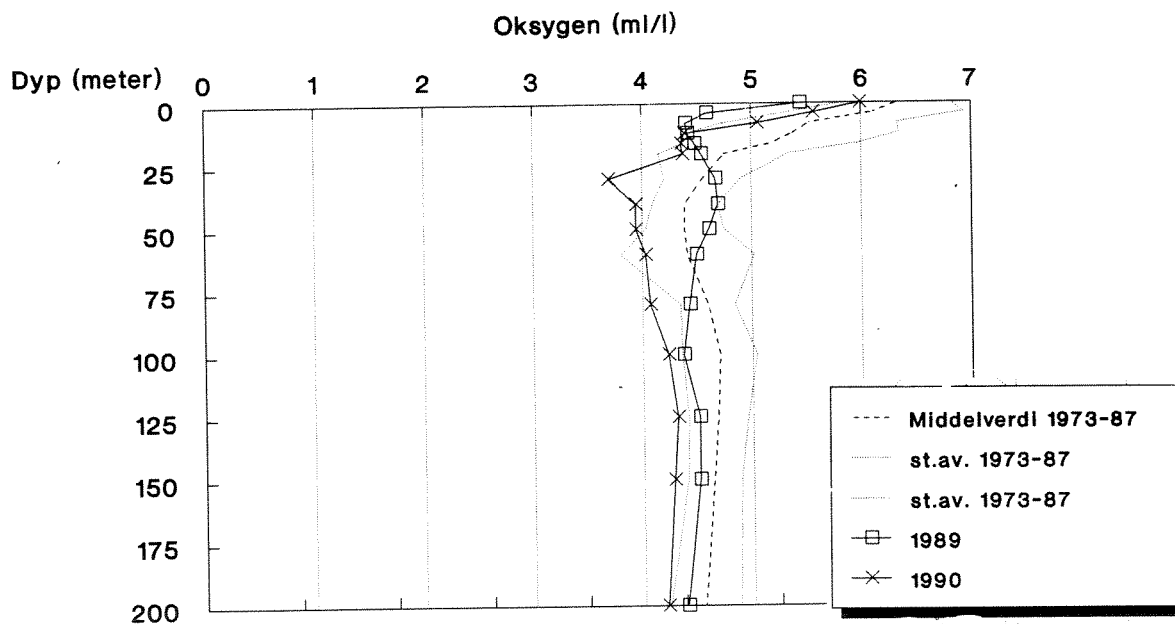 Oksygen (ml/l)
Dyp (meter)
0 1 2 3 4 5 6 7
0
25
50
75
100
125
150
175
200
Middelverdi 1973-87
st.av. 1973-87
st.av. 1973-87
1989
1990